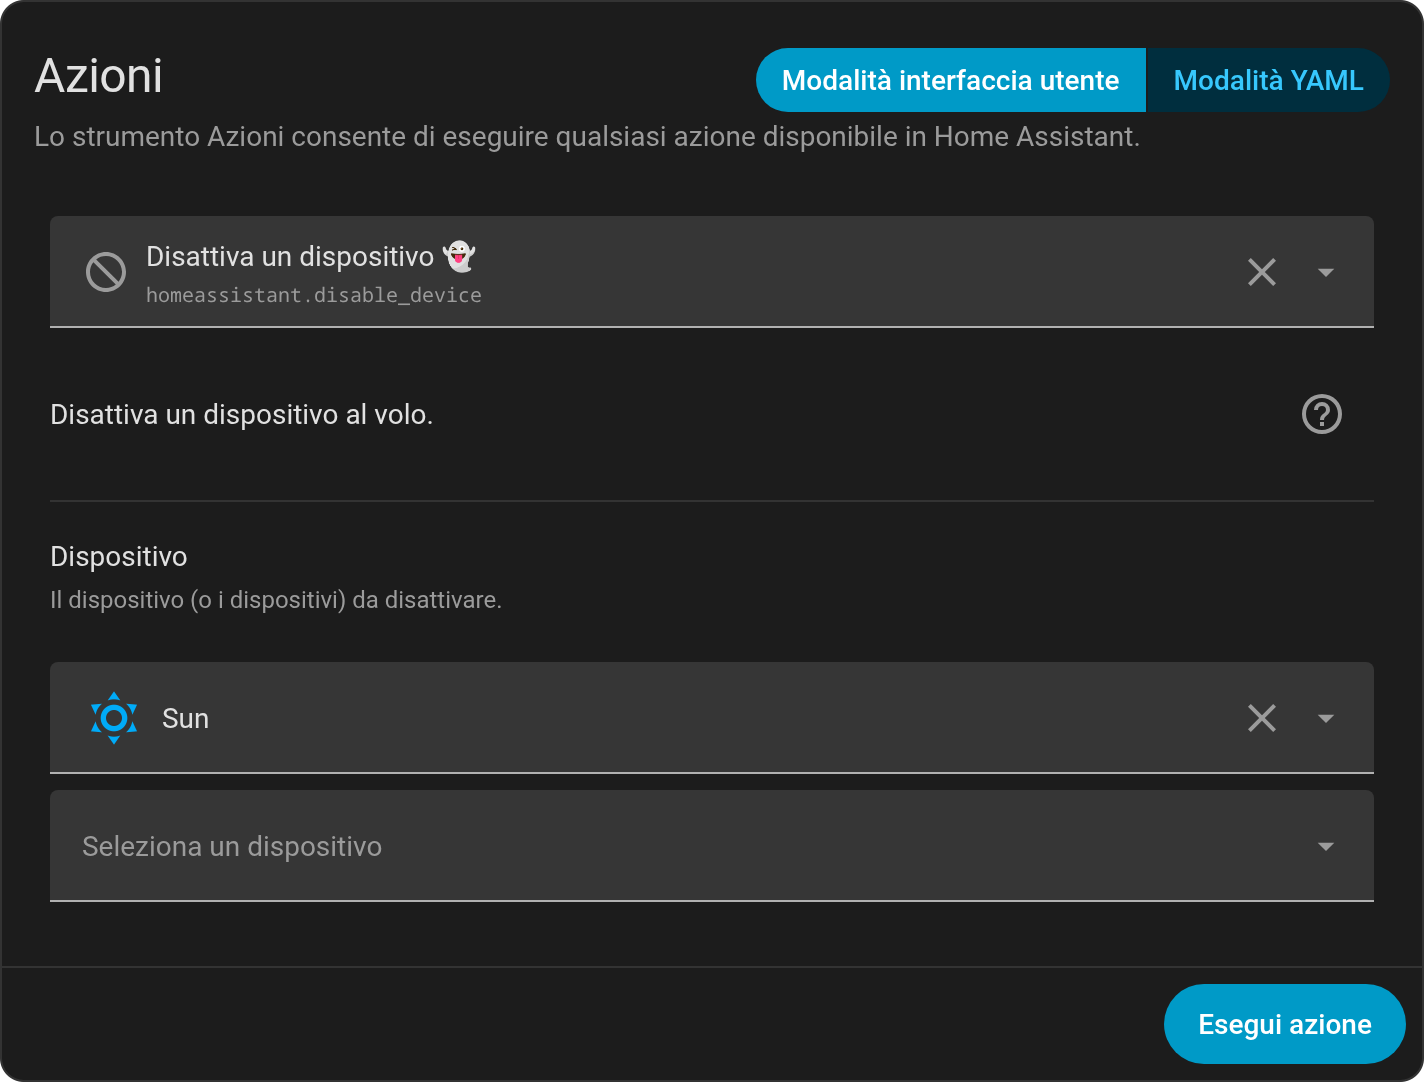 Azioni
Modalità interfaccia utente
Modalità YAML
Lo strumento Azioni consente di eseguire qualsiasi azione disponibile in Home Assistant.
Disattiva un dispositivo 👻
homeassistant.disable_device
Disattiva un dispositivo al volo.
Dispositivo
Il dispositivo (o i dispositivi) da disattivare.
Sun
Seleziona un dispositivo
Esegui azione